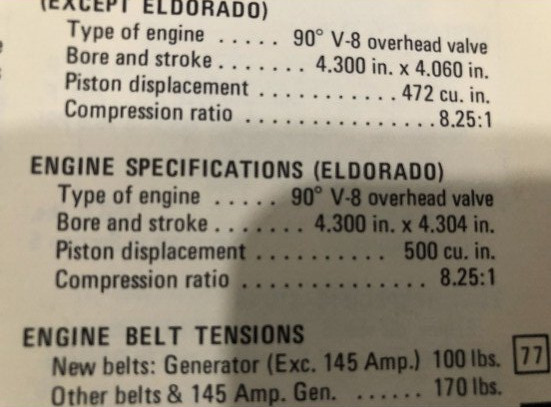 (EXCEPT ELDORADO)
Type of engine ..... 90° V-8 overhead valve
Bore and stroke ....... 4.300 in. x 4.060 in.
Piston displacement ........... 472 cu. in.
Compression ratio ............... 8.25:1
ENGINE SPECIFICATIONS (ELDORADO)
Type of engine ..... 90° V-8 overhead valve
Bore and stroke ....... 4.300 in. x 4.304 in.
Piston displacement ........... 500 cu. in.
Compression ratio .............. 8.25:1
ENGINE BELT TENSIONS
New belts: Generator (Exc. 145 Amp.) 100 lbs.
Other belts & 145 Amp. Gen. ...... 170 lbs.
77